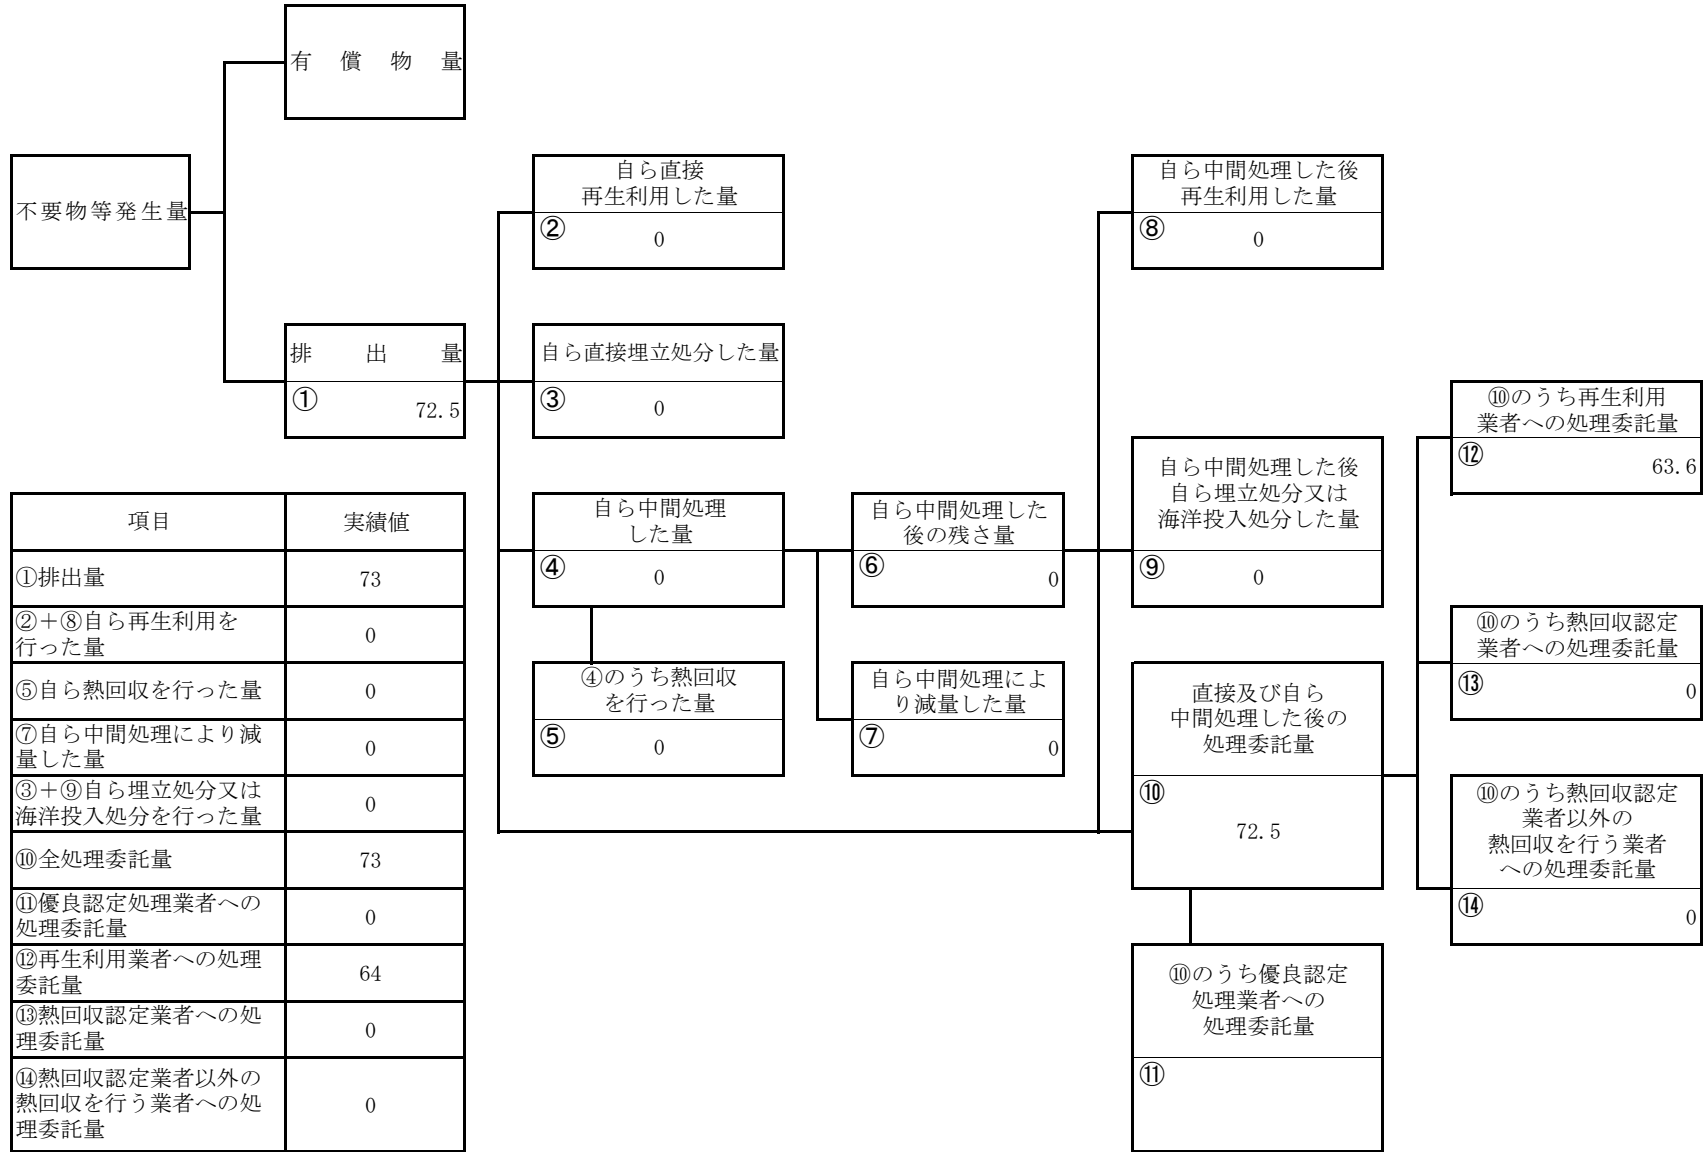 有償物量
不要物等発生量
排出量
①
72.5
自ら直接
再生利用した量
②
0
自ら直接埋立処分した量
③
0
自ら中間処理
した量
④
0
④のうち熱回収
を行った量
⑤
0
自ら中間処理した
後の残さ量
⑥
0
自ら中間処理によ
り減量した量
⑦
0
自ら中間処理した後
再生利用した量
⑧
0
自ら中間処理した後
自ら埋立処分又は
海洋投入処分した量
⑨
0
直接及び自ら
中間処理した後の
処理委託量
⑩
72.5
⑩のうち優良認定
処理業者への
処理委託量
⑪
⑩のうち再生利用
業者への処理委託量
⑫
63.6
⑩のうち熱回収認定
業者への処理委託量
⑬
0
⑩のうち熱回収認定
業者以外の
熱回収を行う業者
への処理委託量
⑭
0
項目 実績値
①排出量 73
②+⑧自ら再生利用を
行った量 0
⑤自ら熱回収を行った量 0
⑦自ら中間処理により減
量した量 0
③+⑨自ら埋立処分又は
海洋投入処分を行った量 0
⑩全処理委託量 73
⑪優良認定処理業者への
処理委託量 0
⑫再生利用業者への処理
委託量 64
⑬熱回収認定業者への処
理委託量 0
⑭熱回収認定業者以外の
熱回収を行う業者への処
理委託量 0